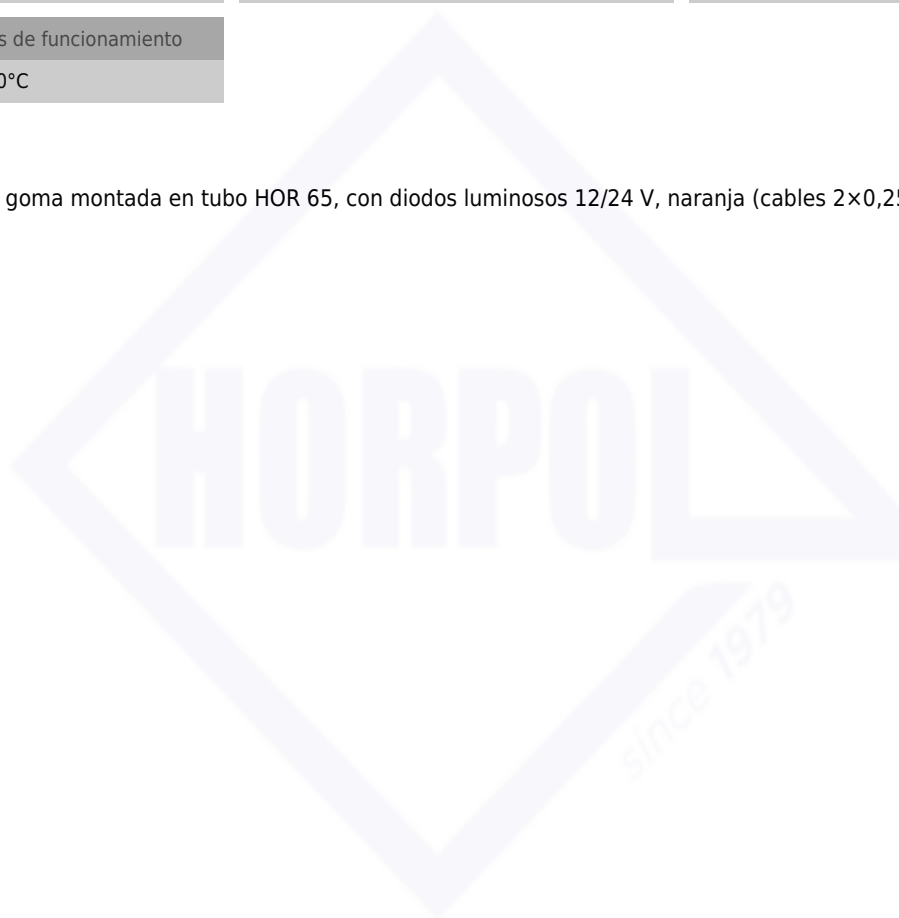 s de funcionamiento
0°C
goma montada en tubo HOR 65, con diodos luminosos 12/24 V, naranja (cables 2×0,25
HORPOL
since 1979